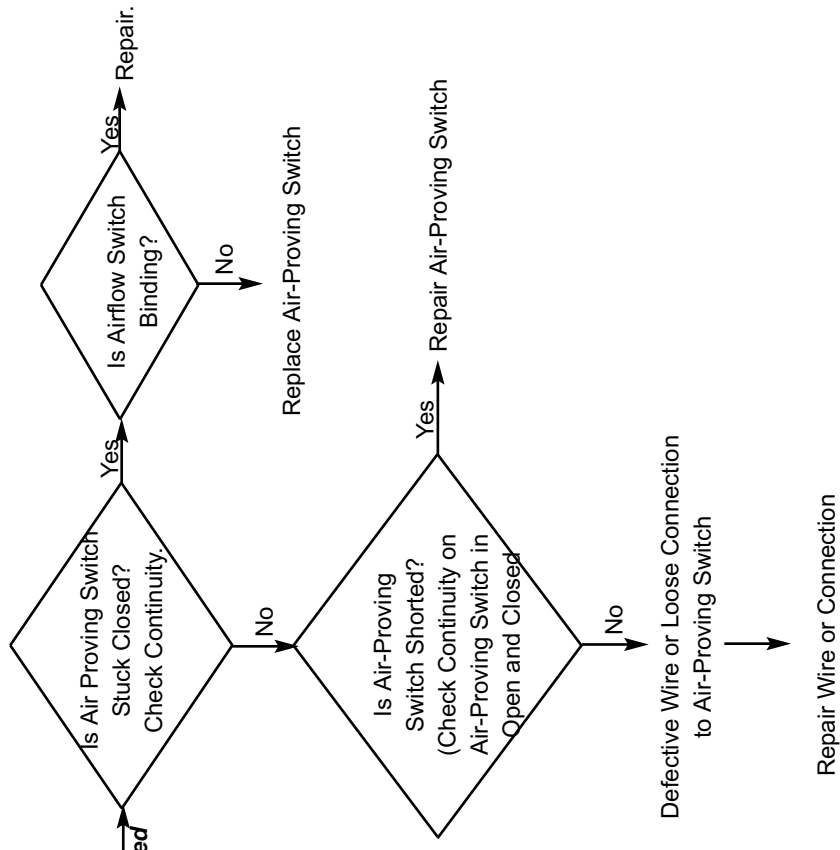 ed
Is Air Proving Switch
Stuck Closed?
Check Continuity.
Yes
Is Airflow Switch
Binding?
Yes
Repair.
No
Replace Air-Proving Switch
No
Is Air-Proving
Switch Shorted?
(Check Continuity on
Air-Proving Switch in
Open and Closed
Yes
Repair Air-Proving Switch
No
Defective Wire or Loose Connection
to Air-Proving Switch
Repair Wire or Connection